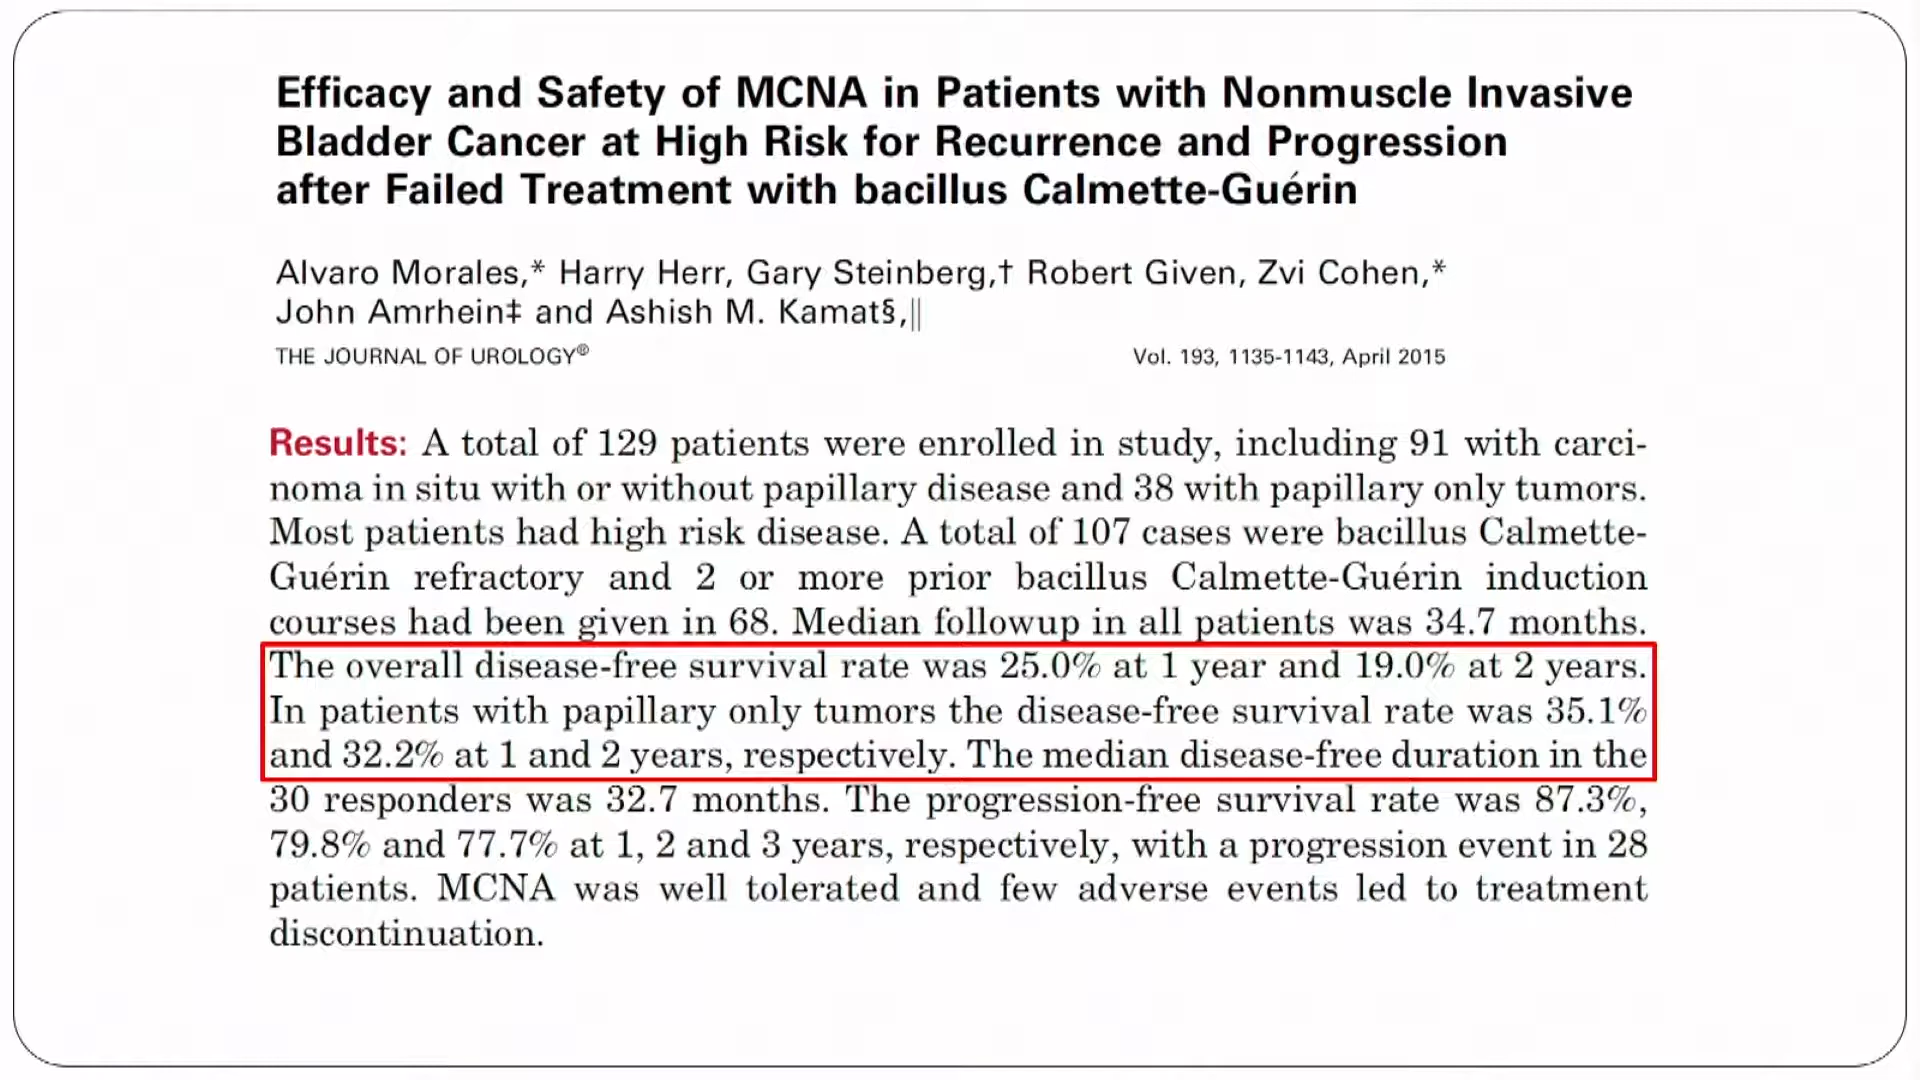 Efficacy and Safety of MCNA in Patients with Nonmuscle Invasive
Bladder Cancer at High Risk for Recurrence and Progression
after Failed Treatment with bacillus Calmette-Guérin
Alvaro Morales,* Harry Herr, Gary Steinberg,† Robert Given, Zvi Cohen,*
John Amrhein‡ and Ashish M. Kamat§,‖
THE JOURNAL OF UROLOGY® Vol. 193, 1135-1143, April 2015
Results: A total of 129 patients were enrolled in study, including 91 with carci-
noma in situ with or without papillary disease and 38 with papillary only tumors.
Most patients had high risk disease. A total of 107 cases were bacillus Calmette-
Guérin refractory and 2 or more prior bacillus Calmette-Guérin induction
courses had been given in 68. Median followup in all patients was 34.7 months.
The overall disease-free survival rate was 25.0% at 1 year and 19.0% at 2 years.
In patients with papillary only tumors the disease-free survival rate was 35.1%
and 32.2% at 1 and 2 years, respectively. The median disease-free duration in the
30 responders was 32.7 months. The progression-free survival rate was 87.3%,
79.8% and 77.7% at 1, 2 and 3 years, respectively, with a progression event in 28
patients. MCNA was well tolerated and few adverse events led to treatment
discontinuation.